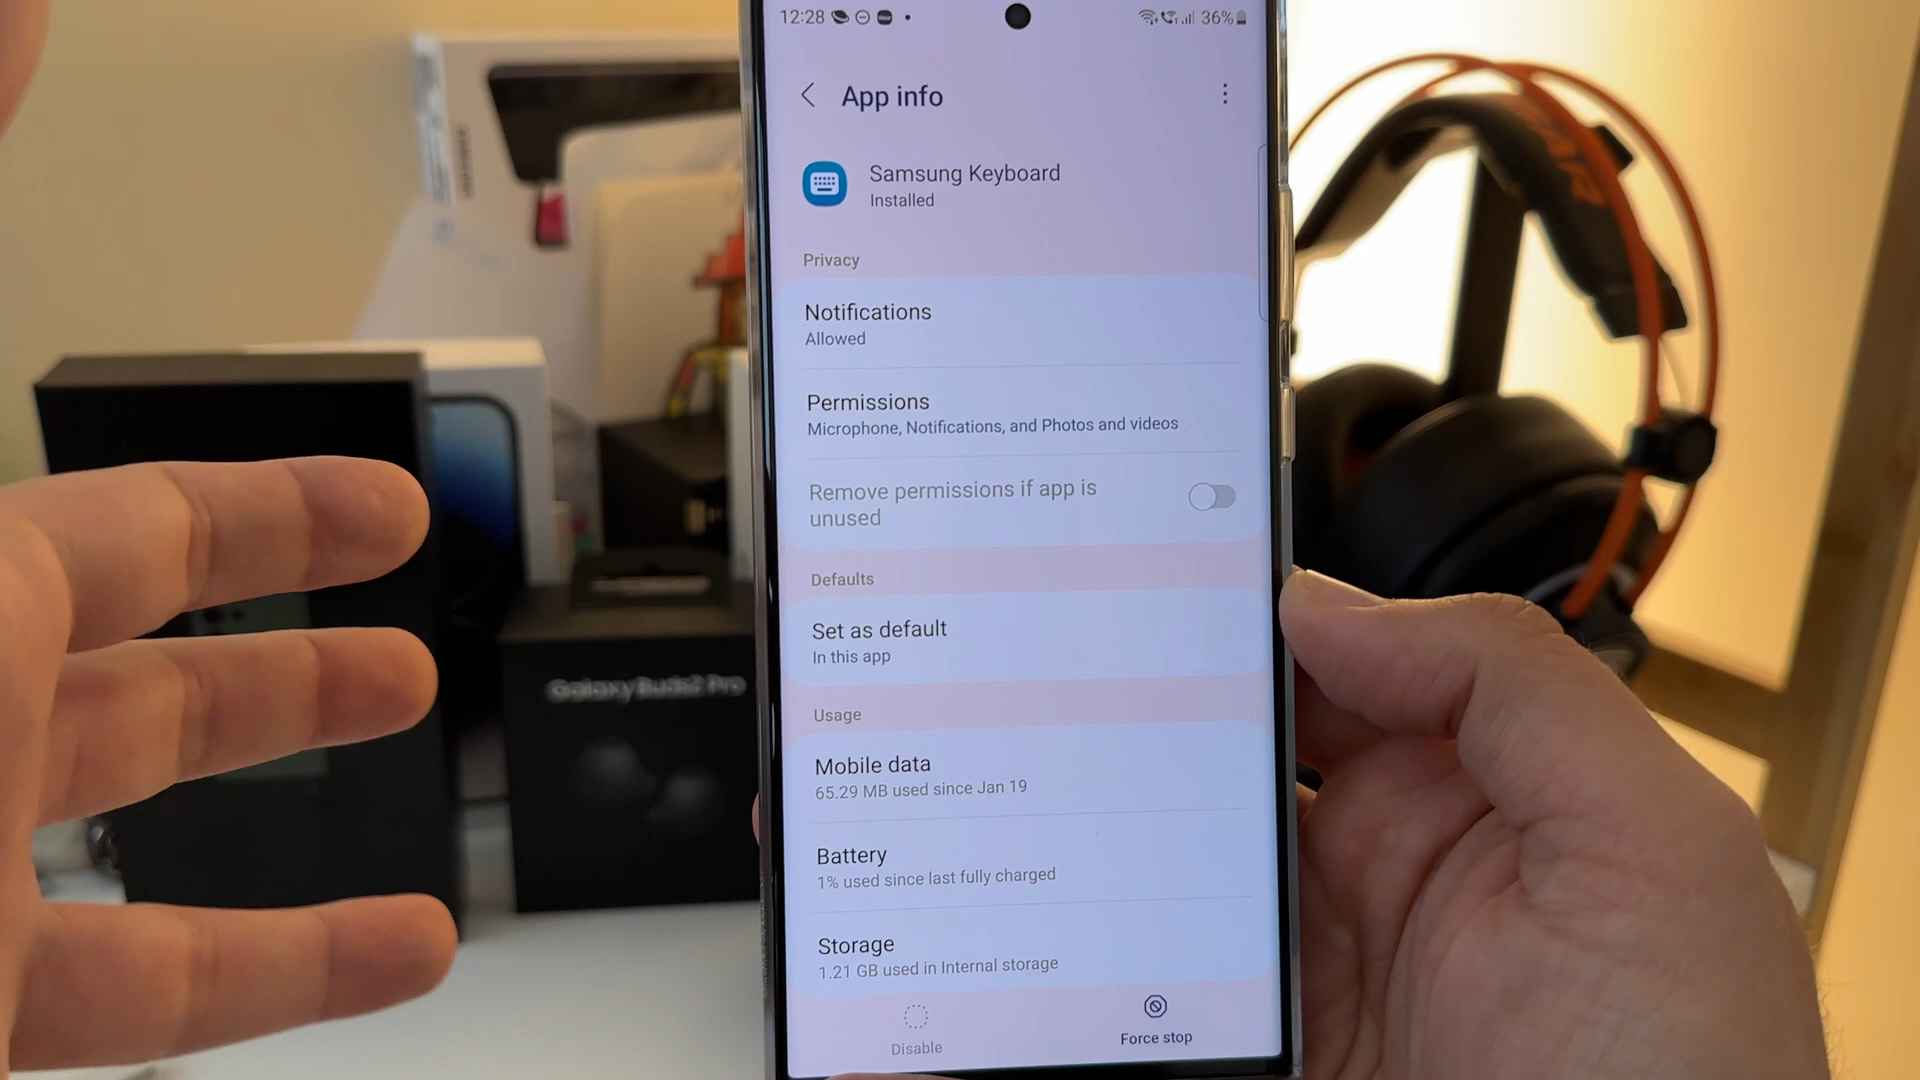 12:28
36%
App info
Samsung Keyboard
Installed
Privacy
Notifications
Allowed
Permissions
Microphone, Notifications, and Photos and videos
Remove permissions if app is
unused
Defaults
Set as default
In this app
Usage
Mobile data
65.29 MB used since Jan 19
Battery
1% used since last fully charged
Storage
1.21 GB used in Internal storage
Disable
Force stop
Galaxy Buds2 Pro